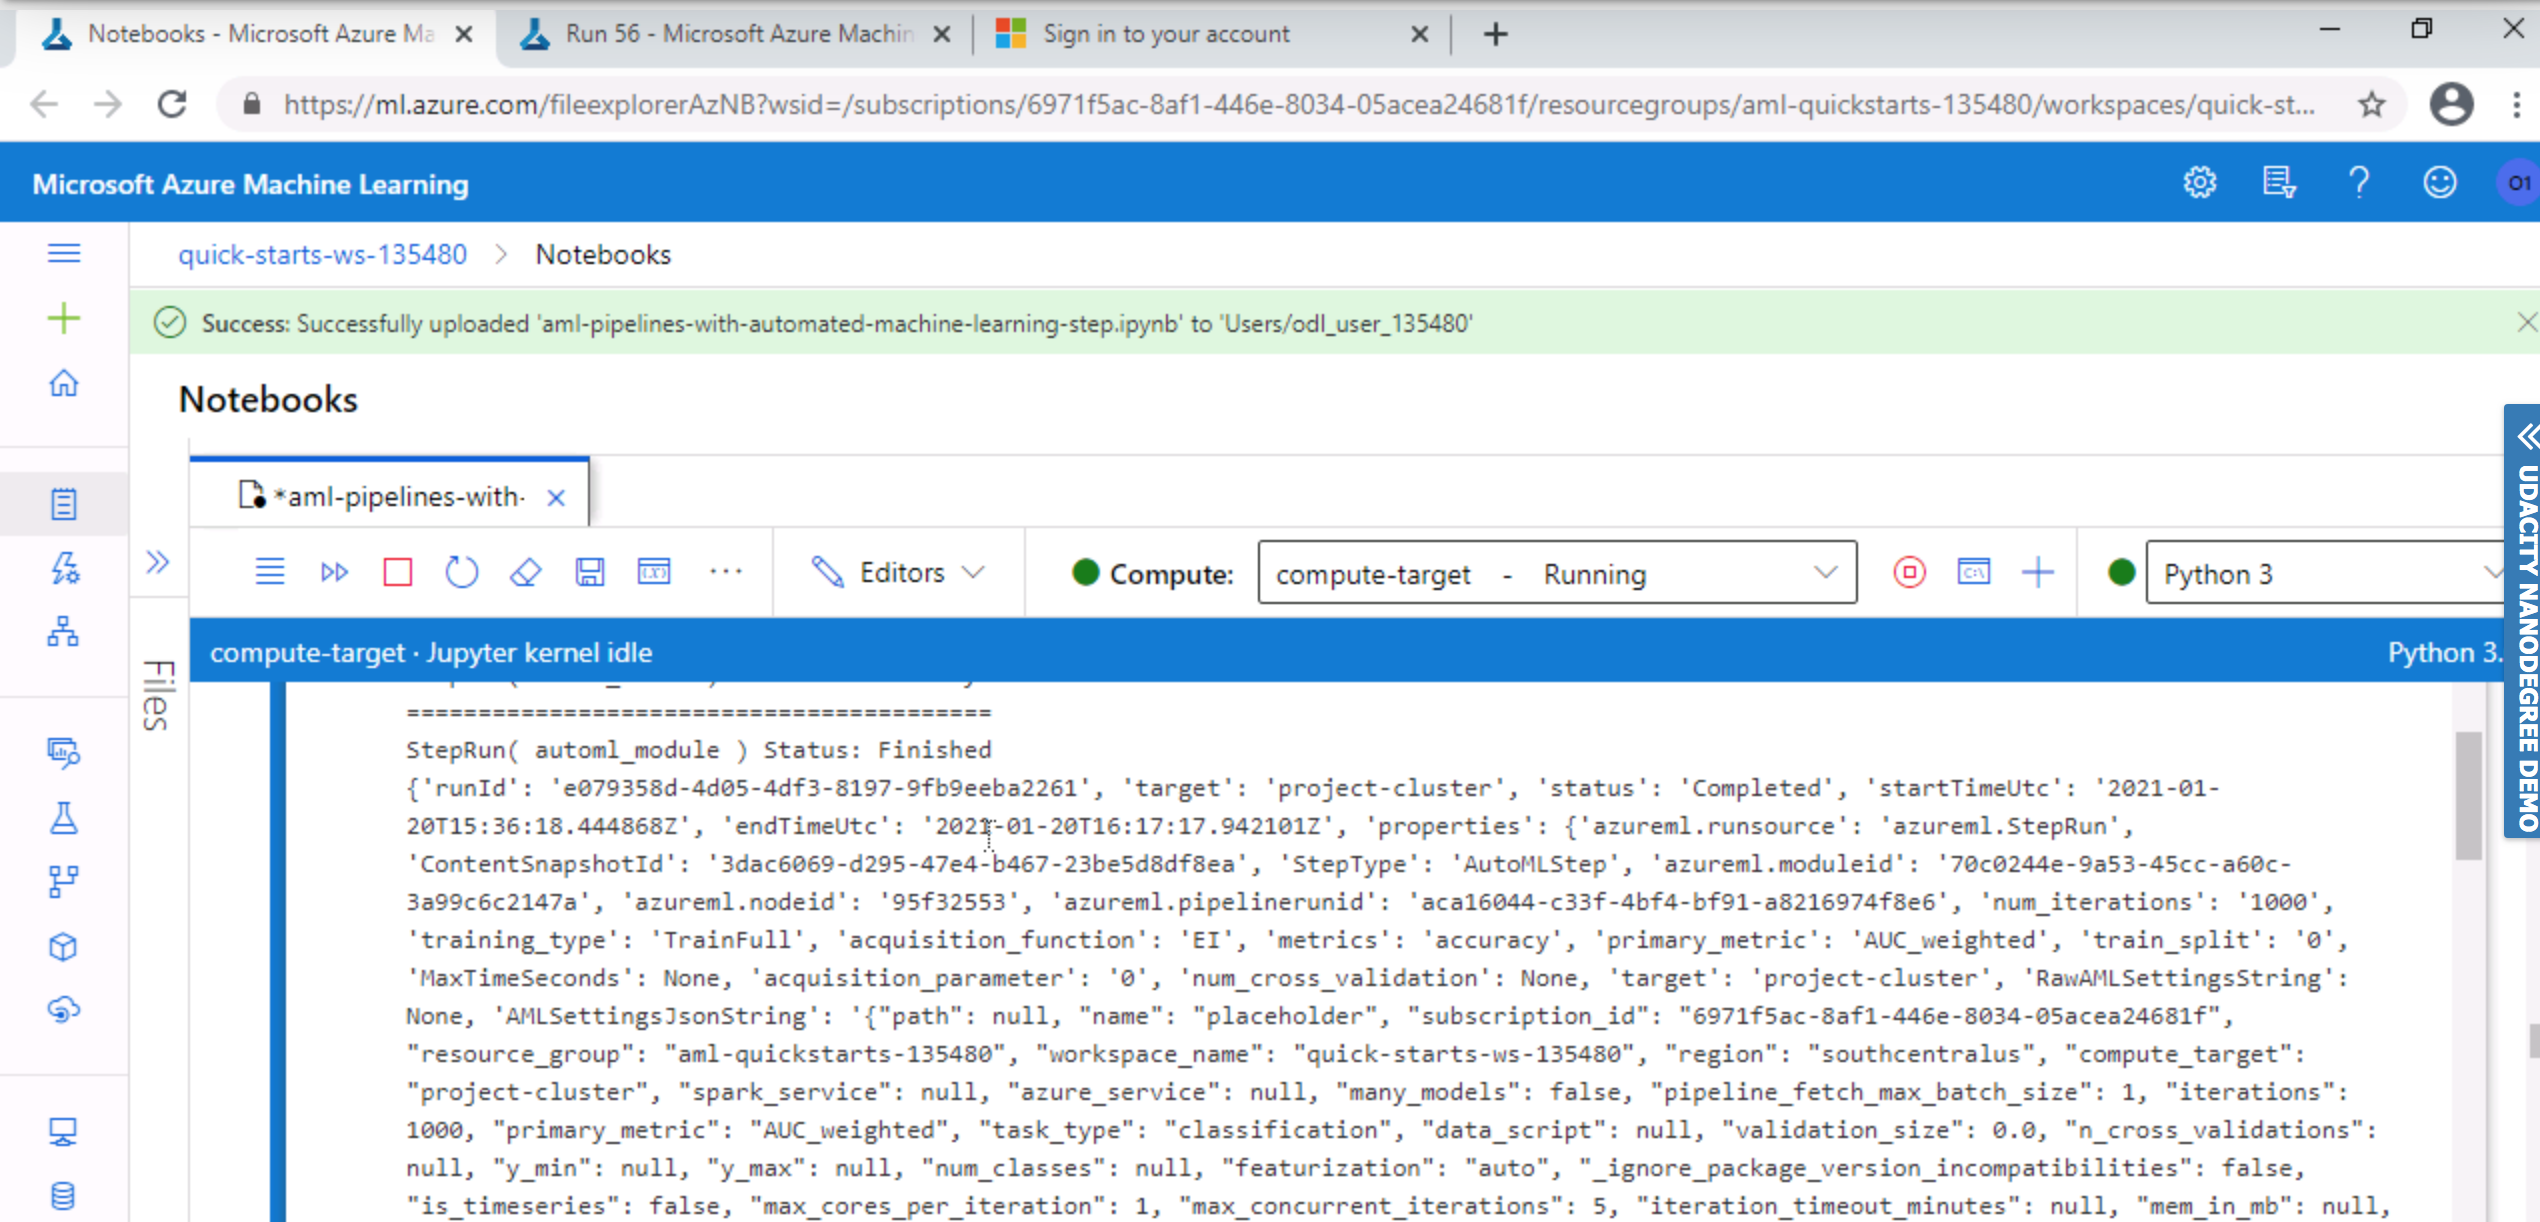 Notebooks - Microsoft Azure Ma
Run 56 - Microsoft Azure Machin
Sign in to your account
https://ml.azure.com/fileexplorerAzNB?wsid=/subscriptions/6971f5ac-8af1-446e-8034-05acea24681f/resourcegroups/aml-quickstarts-135480/workspaces/quick-st...
Microsoft Azure Machine Learning
?
O1
quick-starts-ws-135480 > Notebooks
Success: Successfully uploaded 'aml-pipelines-with-automated-machine-learning-step.ipynb' to 'Users/odl_user_135480'
Notebooks
*aml-pipelines-with-
Editors
Compute: compute-target - Running
Python 3
compute-target · Jupyter kernel idle
Python 3.
Files
UDACITY NANODEGREE DEMO
=========================================
StepRun( automl_module ) Status: Finished
{'runId': 'e079358d-4d05-4df3-8197-9fb9eeba2261', 'target': 'project-cluster', 'status': 'Completed', 'startTimeUtc': '2021-01-
20T15:36:18.444868Z', 'endTimeUtc': '2021-01-20T16:17:17.942101Z', 'properties': {'azureml.runsource': 'azureml.StepRun',
'ContentSnapshotId': '3dac6069-d295-47e4-b467-23be5d8df8ea', 'StepType': 'AutoMLStep', 'azureml.moduleid': '70c0244e-9a53-45cc-a60c-
3a99c6c2147a', 'azureml.nodeid': '95f32553', 'azureml.pipelinerunid': 'aca16044-c33f-4bf4-bf91-a8216974f8e6', 'num_iterations': '1000',
'training_type': 'TrainFull', 'acquisition_function': 'EI', 'metrics': 'accuracy', 'primary_metric': 'AUC_weighted', 'train_split': '0',
'MaxTimeSeconds': None, 'acquisition_parameter': '0', 'num_cross_validation': None, 'target': 'project-cluster', 'RawAMLSettingsString':
None, 'AMLSettingsJsonString': '{"path": null, "name": "placeholder", "subscription_id": "6971f5ac-8af1-446e-8034-05acea24681f",
"resource_group": "aml-quickstarts-135480", "workspace_name": "quick-starts-ws-135480", "region": "southcentralus", "compute_target":
"project-cluster", "spark_service": null, "azure_service": null, "many_models": false, "pipeline_fetch_max_batch_size": 1, "iterations":
1000, "primary_metric": "AUC_weighted", "task_type": "classification", "data_script": null, "validation_size": 0.0, "n_cross_validations":
null, "y_min": null, "y_max": null, "num_classes": null, "featurization": "auto", "_ignore_package_version_incompatibilities": false,
"is_timeseries": false, "max_cores_per_iteration": 1, "max_concurrent_iterations": 5, "iteration_timeout_minutes": null, "mem_in_mb": null,